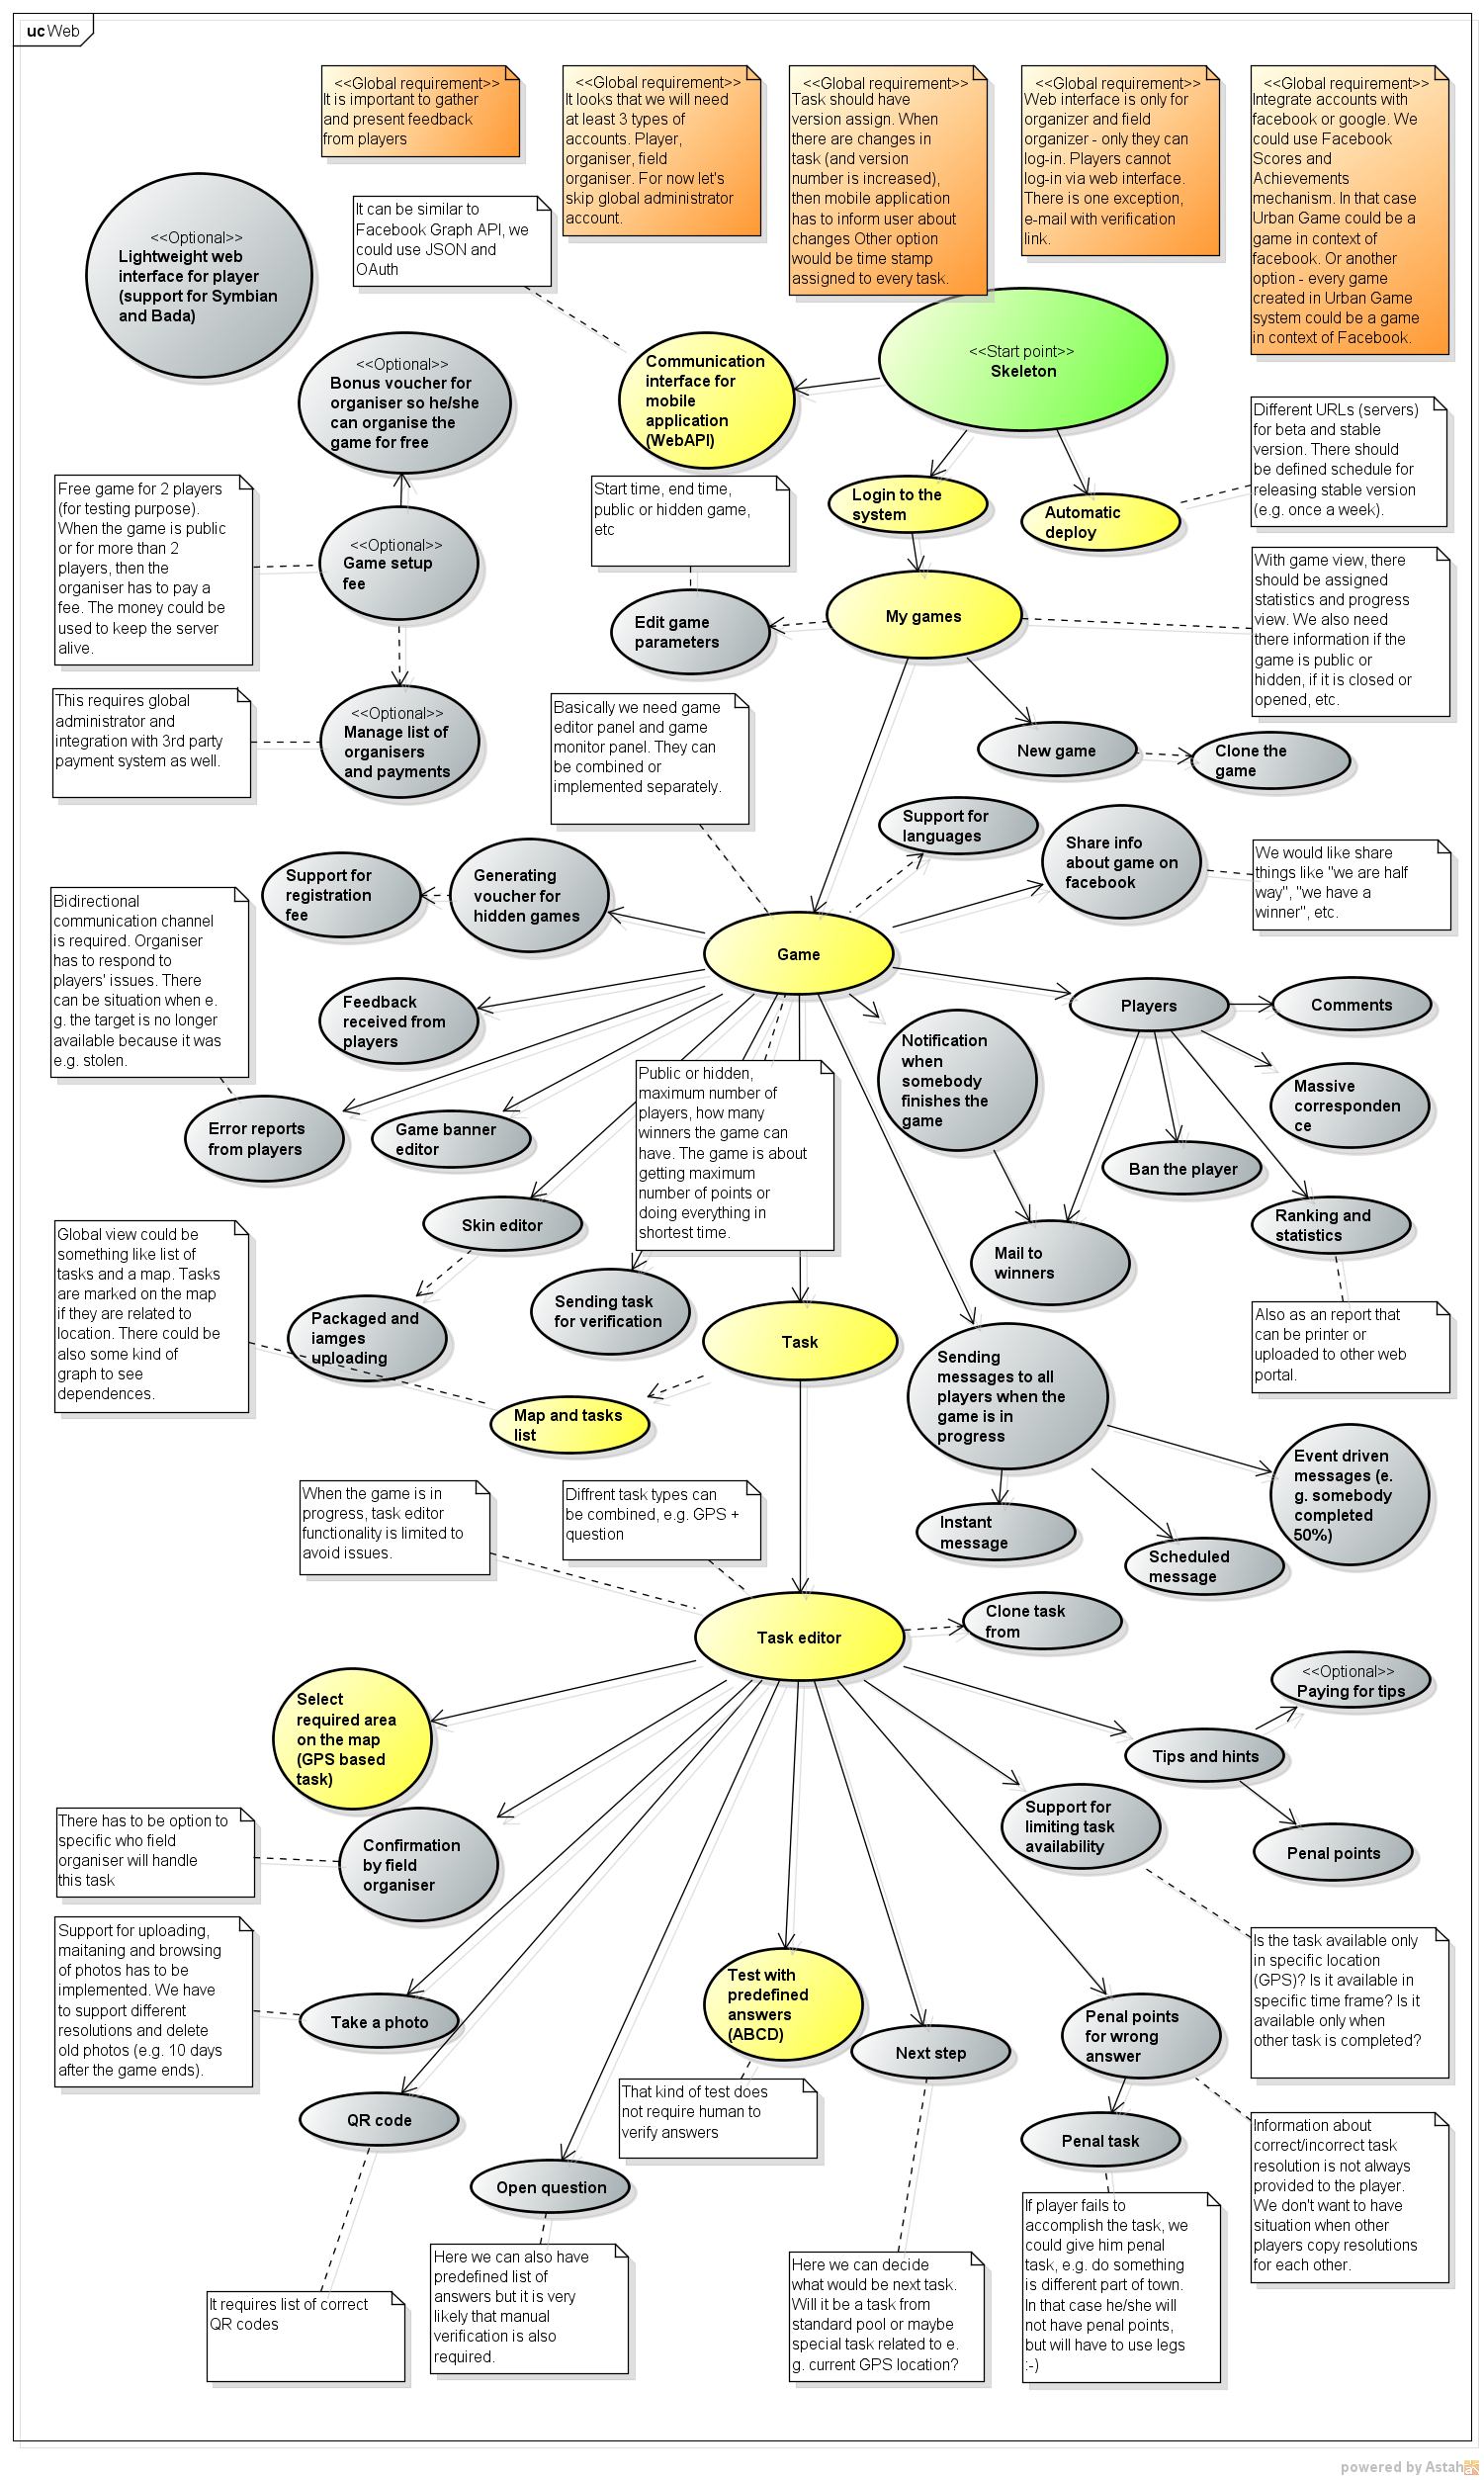 uc Web
<<Global requirement>>
It is important to gather
and present feedback
from players
<<Global requirement>>
It looks that we will need
at least 3 types of
accounts. Player,
organiser, field
organiser. For now let's
skip global administrator
account.
<<Global requirement>>
Task should have
version assign. When
there are changes in
task (and version
number is increased),
then mobile application
has to inform user about
changes Other option
would be time stamp
assigned to every task.
<<Global requirement>>
Web interface is only for
organizer and field
organizer - only they can
log-in. Players cannot
log-in via web interface.
There is one exception,
e-mail with verification
link.
<<Global requirement>>
Integrate accounts with
facebook or google. We
could use Facebook
Scores and
Achievements
mechanism. In that case
Urban Game could be a
game in context of
facebook. Or another
option - every game
created in Urban Game
system could be a game
in context of Facebook.
<<Optional>>
Lightweight web
interface for player
(support for Symbian
and Bada)
It can be similar to
Facebook Graph API, we
could use JSON and
OAuth
<<Optional>>
Bonus voucher for
organiser so he/she
can organise the
game for free
Communication
interface for
mobile
application
(WebAPI)
<<Start point>>
Skeleton
Different URLs (servers)
for beta and stable
version. There should
be defined schedule for
releasing stable version
(e.g. once a week).
Free game for 2 players
(for testing purpose).
When the game is public
or for more than 2
players, then the
organiser has to pay a
fee. The money could be
used to keep the server
alive.
<<Optional>>
Game setup
fee
Start time, end time,
public or hidden game,
etc
Login to the
system
Automatic
deploy
Edit game
parameters
My games
With game view, there
should be assigned
statistics and progress
view. We also need
there information if the
game is public or
hidden, if it is closed or
opened, etc.
This requires global
administrator and
integration with 3rd party
payment system as well.
<<Optional>>
Manage list of
organisers
and payments
Basically we need game
editor panel and game
monitor panel. They can
be combined or
implemented separately.
New game
Clone the
game
Support for
languages
Share info
about game on
facebook
We would like share
things like "we are half
way", "we have a
winner", etc.
Support for
registration
fee
Generating
voucher for
hidden games
Bidirectional
communication channel
is required. Organiser
has to respond to
players' issues. There
can be situation when e.
g. the target is no longer
available because it was
e.g. stolen.
Game
Feedback
received from
players
Players
Comments
Notification
when
somebody
finishes the
game
Massive
corresponden
ce
Error reports
from players
Game banner
editor
Public or hidden,
maximum number of
players, how many
winners the game can
have. The game is about
getting maximum
number of points or
doing everything in
shortest time.
Ban the player
Skin editor
Ranking and
statistics
Global view could be
something like list of
tasks and a map. Tasks
are marked on the map
if they are related to
location. There could be
also some kind of
graph to see
dependences.
Mail to
winners
Sending task
for verification
Packaged and
iamges
uploading
Task
Also as an report that
can be printer or
uploaded to other web
portal.
Sending
messages to all
players when the
game is in
progress
Map and tasks
list
Event driven
messages (e.
g. somebody
completed
50%)
When the game is in
progress, task editor
functionality is limited to
avoid issues.
Diffrent task types can
be combined, e.g. GPS +
question
Instant
message
Scheduled
message
Task editor
Clone task
from
<<Optional>>
Paying for tips
Select
required area
on the map
(GPS based
task)
Tips and hints
Support for
limiting task
availability
Penal points
There has to be option to
specific who field
organiser will handle
this task
Confirmation
by field
organiser
Support for uploading,
maitaning and browsing
of photos has to be
implemented. We have
to support different
resolutions and delete
old photos (e.g. 10 days
after the game ends).
Take a photo
Test with
predefined
answers
(ABCD)
Next step
Penal points
for wrong
answer
Is the task available only
in specific location
(GPS)? Is it available in
specific time frame? Is it
available only when
other task is completed?
QR code
That kind of test does
not require human to
verify answers
Penal task
Information about
correct/incorrect task
resolution is not always
provided to the player.
We don't want to have
situation when other
players copy resolutions
for each other.
Open question
If player fails to
accomplish the task, we
could give him penal
task, e.g. do something
is different part of town.
In that case he/she will
not have penal points,
but will have to use legs
:-)
It requires list of correct
QR codes
Here we can also have
predefined list of
answers but it is very
likely that manual
verification is also
required.
Here we can decide
what would be next task.
Will it be a task from
standard pool or maybe
special task related to e.
g. current GPS location?
powered by Astah